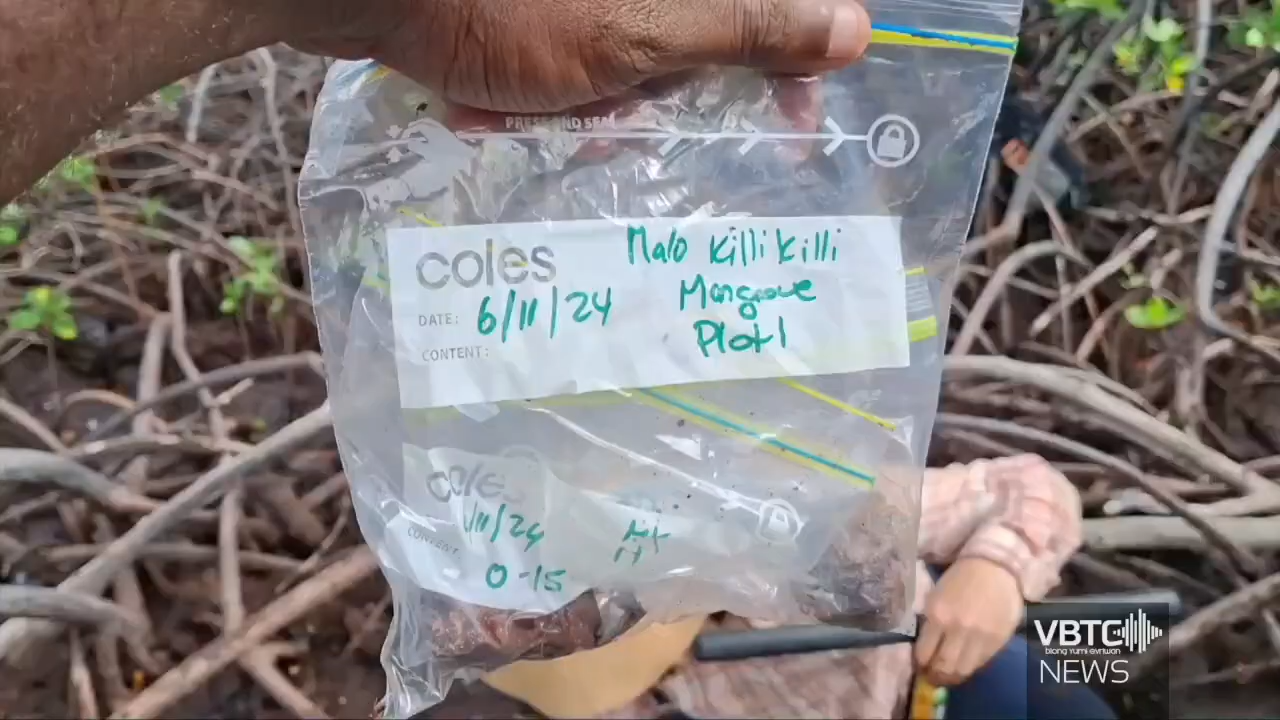 PRESS AND SEAL
coles
Malo Killi Killi
DATE: 6/11/24
Mangrove
CONTENT:
Plot 1
coles
/11/24
CONTENT
0-15
VBTC
blong Yumi Evriwan
NEWS